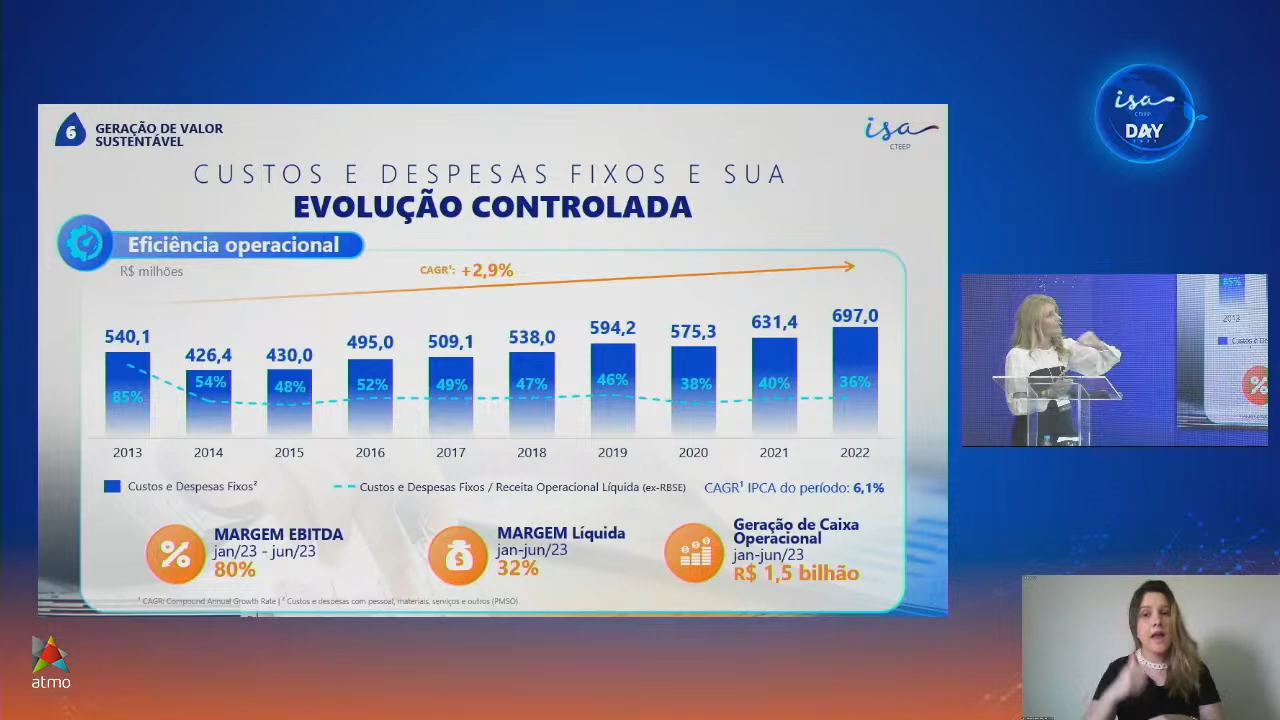 6
GERAÇÃO DE VALOR
SUSTENTÁVEL
isa
CTEEP
CUSTOS E DESPESAS FIXOS E SUA
EVOLUÇÃO CONTROLADA
Eficiência operacional
R$ milhões
CAGR¹: +2,9%
540,1 426,4 430,0 495,0 509,1 538,0 594,2 575,3 631,4 697,0
85% 54% 48% 52% 49% 47% 46% 38% 40% 36%
2013 2014 2015 2016 2017 2018 2019 2020 2021 2022
Custos e Despesas Fixos² Custos e Despesas Fixos / Receita Operacional Líquida (ex-RBSE) CAGR¹ IPCA do período: 6,1%
MARGEM EBITDA
jan/23 - jun/23
80%
MARGEM Líquida
jan-jun/23
32%
Geração de Caixa
Operacional
jan-jun/23
R$ 1,5 bilhão
¹ CAGR: Compound Annual Growth Rate | ² Custos e despesas com pessoal, materiais, serviços e outros (PMSO)
isa
CTEEP
DAY
85%
2013
atmo